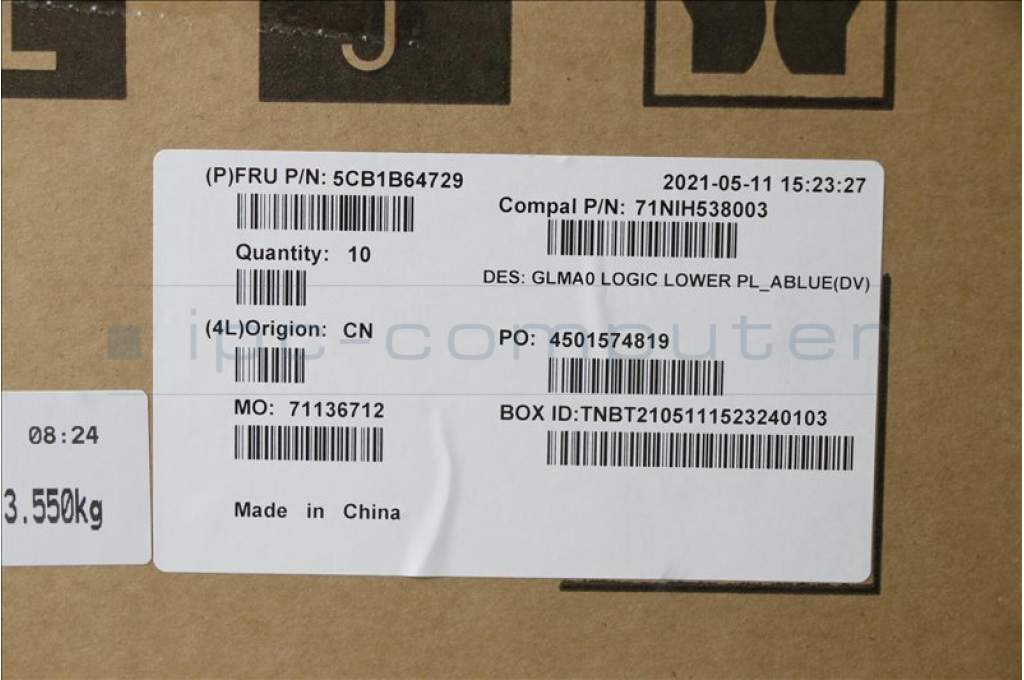 (P)FRU P/N: 5CB1B64729
2021-05-11 15:23:27
Compal P/N: 71NIH538003
Quantity: 10
DES: GLMA0 LOGIC LOWER PL_ABLUE(DV)
(4L)Origion: CN
PO: 4501574819
ipc-computer
MO: 71136712
BOX ID:TNBT2105111523240103
Made in China
08:24
3.550kg